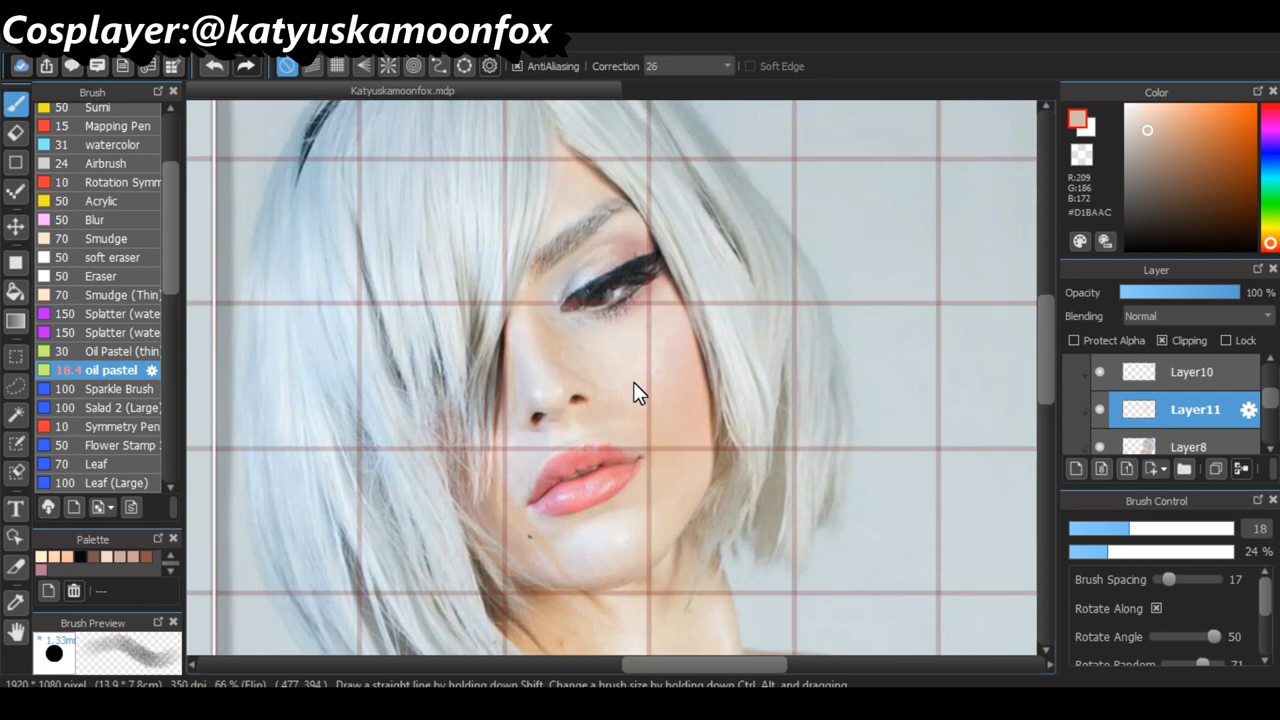 Cosplayer:@katyuskamoonfox
AntiAliasing
Correction
26
Soft Edge
Brush
Katyuskamoonfox.mdp
Color
50 Sumi
15 Mapping Pen
31 watercolor
24 Airbrush
10 Rotation Symm
50 Acrylic
50 Blur
70 Smudge
50 soft eraser
50 Eraser
70 Smudge (Thin)
150 Splatter (wate
150 Splatter (wate
30 Oil Pastel (thin
18.4 oil pastel
100 Sparkle Brush
100 Salad 2 (Large)
10 Symmetry Pen
50 Flower Stamp
70 Leaf
100 Leaf (Large)
Palette
---
Brush Preview
* 1.33m
R:209
G:186
B:172
#D1BAAC
Layer
Opacity 100 %
Blending Normal
Protect Alpha Clipping Lock
Layer10
Layer11
Layer8
Brush Control
18
24 %
Brush Spacing 17
Rotate Along
Rotate Angle 50
Rotate Random 71
1920 * 1080 pixel (13.9 * 7.8cm) 350 dpi 66 % (Flip) ( 477, 394 ) Draw a straight line by holding down Shift, Change a brush size by holding down Ctrl, Alt, and dragging